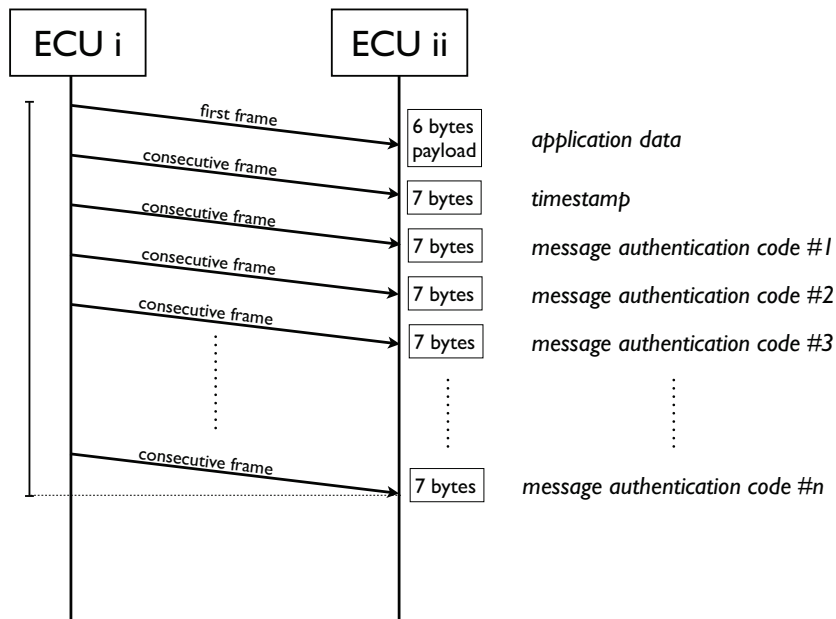 ECU i
ECU ii
first frame
6 bytes
payload
application data
consecutive frame
7 bytes
timestamp
consecutive frame
7 bytes
message authentication code #1
consecutive frame
7 bytes
message authentication code #2
consecutive frame
7 bytes
message authentication code #3
consecutive frame
7 bytes
message authentication code #n